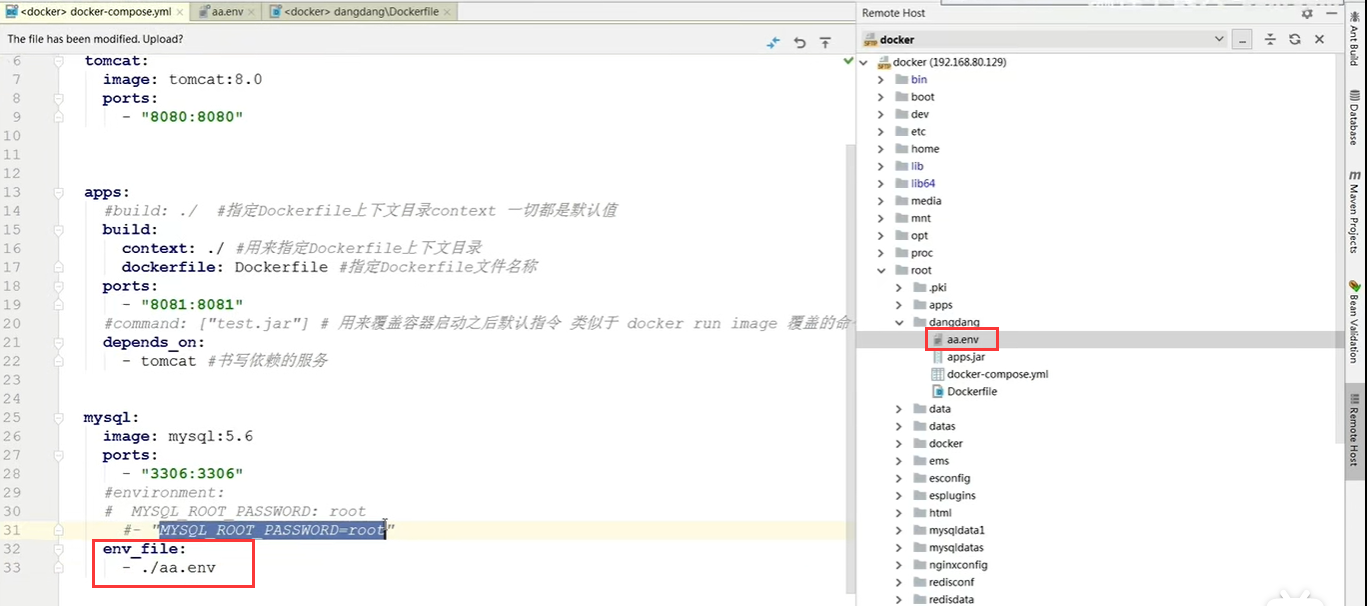 <docker> docker-compose.yml
aa.env
<docker> dangdang\Dockerfile
The file has been modified. Upload?
6 tomcat:
7 image: tomcat:8.0
8 ports:
9 - "8080:8080"
10
11
12
13 apps:
14 #build: ./ #指定Dockerfile上下文目录context 一切都是默认值
15 build:
16 context: ./ #用来指定Dockerfile上下文目录
17 dockerfile: Dockerfile #指定Dockerfile文件名称
18 ports:
19 - "8081:8081"
20 #command: ["test.jar"] # 用来覆盖容器启动之后默认指令 类似于 docker run image 覆盖的命
21 depends_on:
22 - tomcat #书写依赖的服务
23
24
25 mysql:
26 image: mysql:5.6
27 ports:
28 - "3306:3306"
29 #environment:
30 # MYSQL_ROOT_PASSWORD: root
31 #- "MYSQL_ROOT_PASSWORD=root"
32 env_file:
33 - ./aa.env
Remote Host
docker
docker (192.168.80.129)
bin
boot
dev
etc
home
lib
lib64
media
mnt
opt
proc
root
.pki
apps
dangdang
aa.env
apps.jar
docker-compose.yml
Dockerfile
data
datas
docker
ems
esconfig
esplugins
html
mysqldata1
mysqldatas
nginxconfig
redisconf
redisdata
Ant Build
Database
Maven Projects
Bean Validation
Remote Host